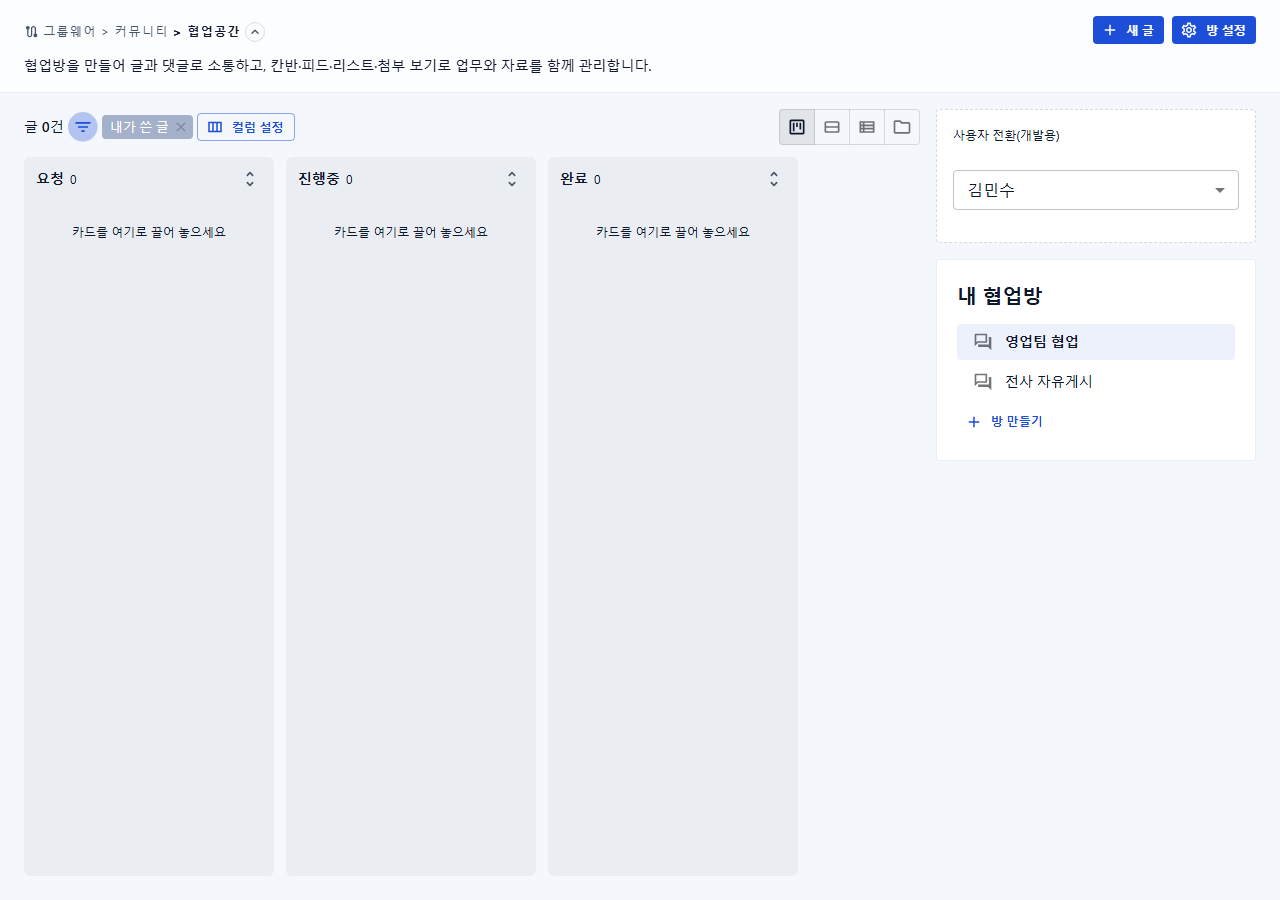 그룹웨어 > 커뮤니티 > 협업공간
새 글
방 설정
협업방을 만들어 글과 댓글로 소통하고, 칸반·피드·리스트·첨부 보기로 업무와 자료를 함께 관리합니다.
글 0건
내가 쓴 글
컬럼 설정
요청 0
카드를 여기로 끌어 놓으세요
진행중 0
카드를 여기로 끌어 놓으세요
완료 0
카드를 여기로 끌어 놓으세요
사용자 전환(개발용)
김민수
내 협업방
영업팀 협업
전사 자유게시
방 만들기